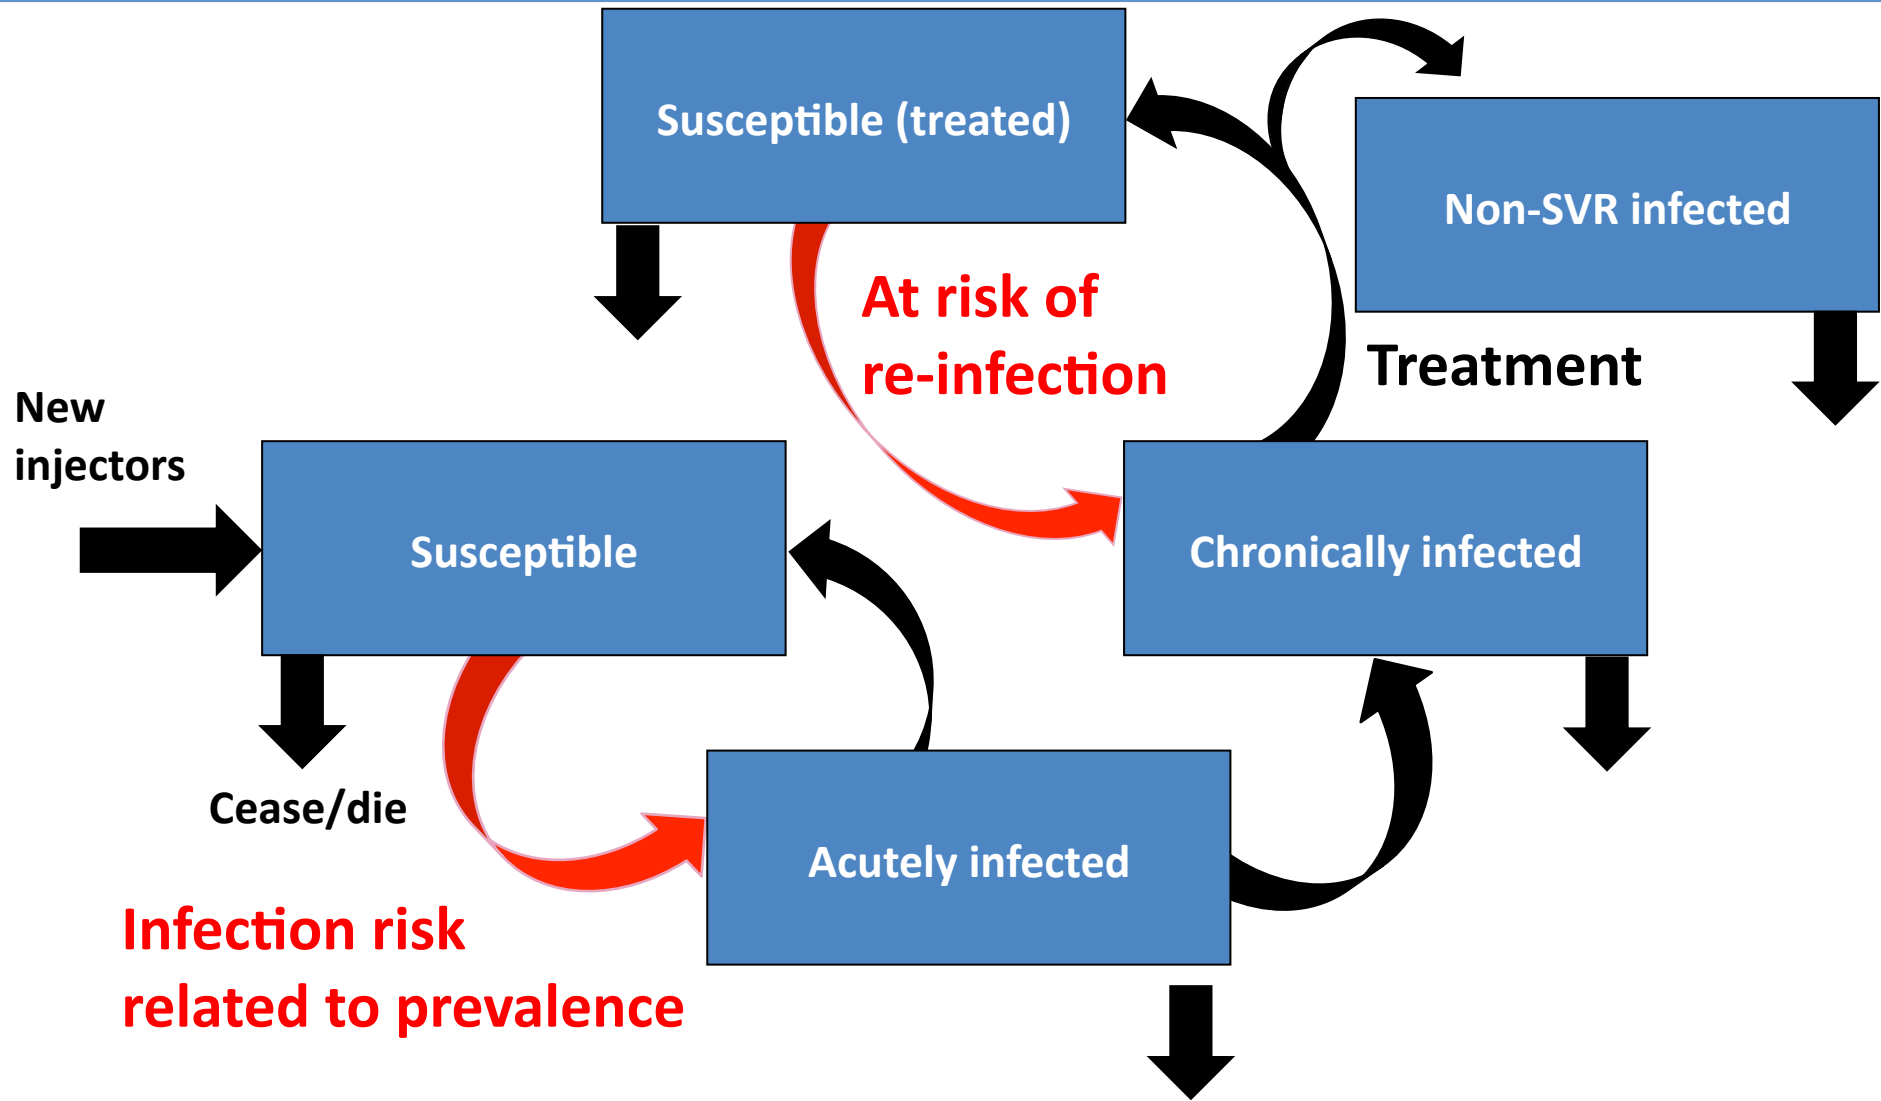 Susceptible (treated)
Non-SVR infected
At risk of
re-infection
Treatment
New
injectors
Susceptible
Chronically infected
Cease/die
Acutely infected
Infection risk
related to prevalence